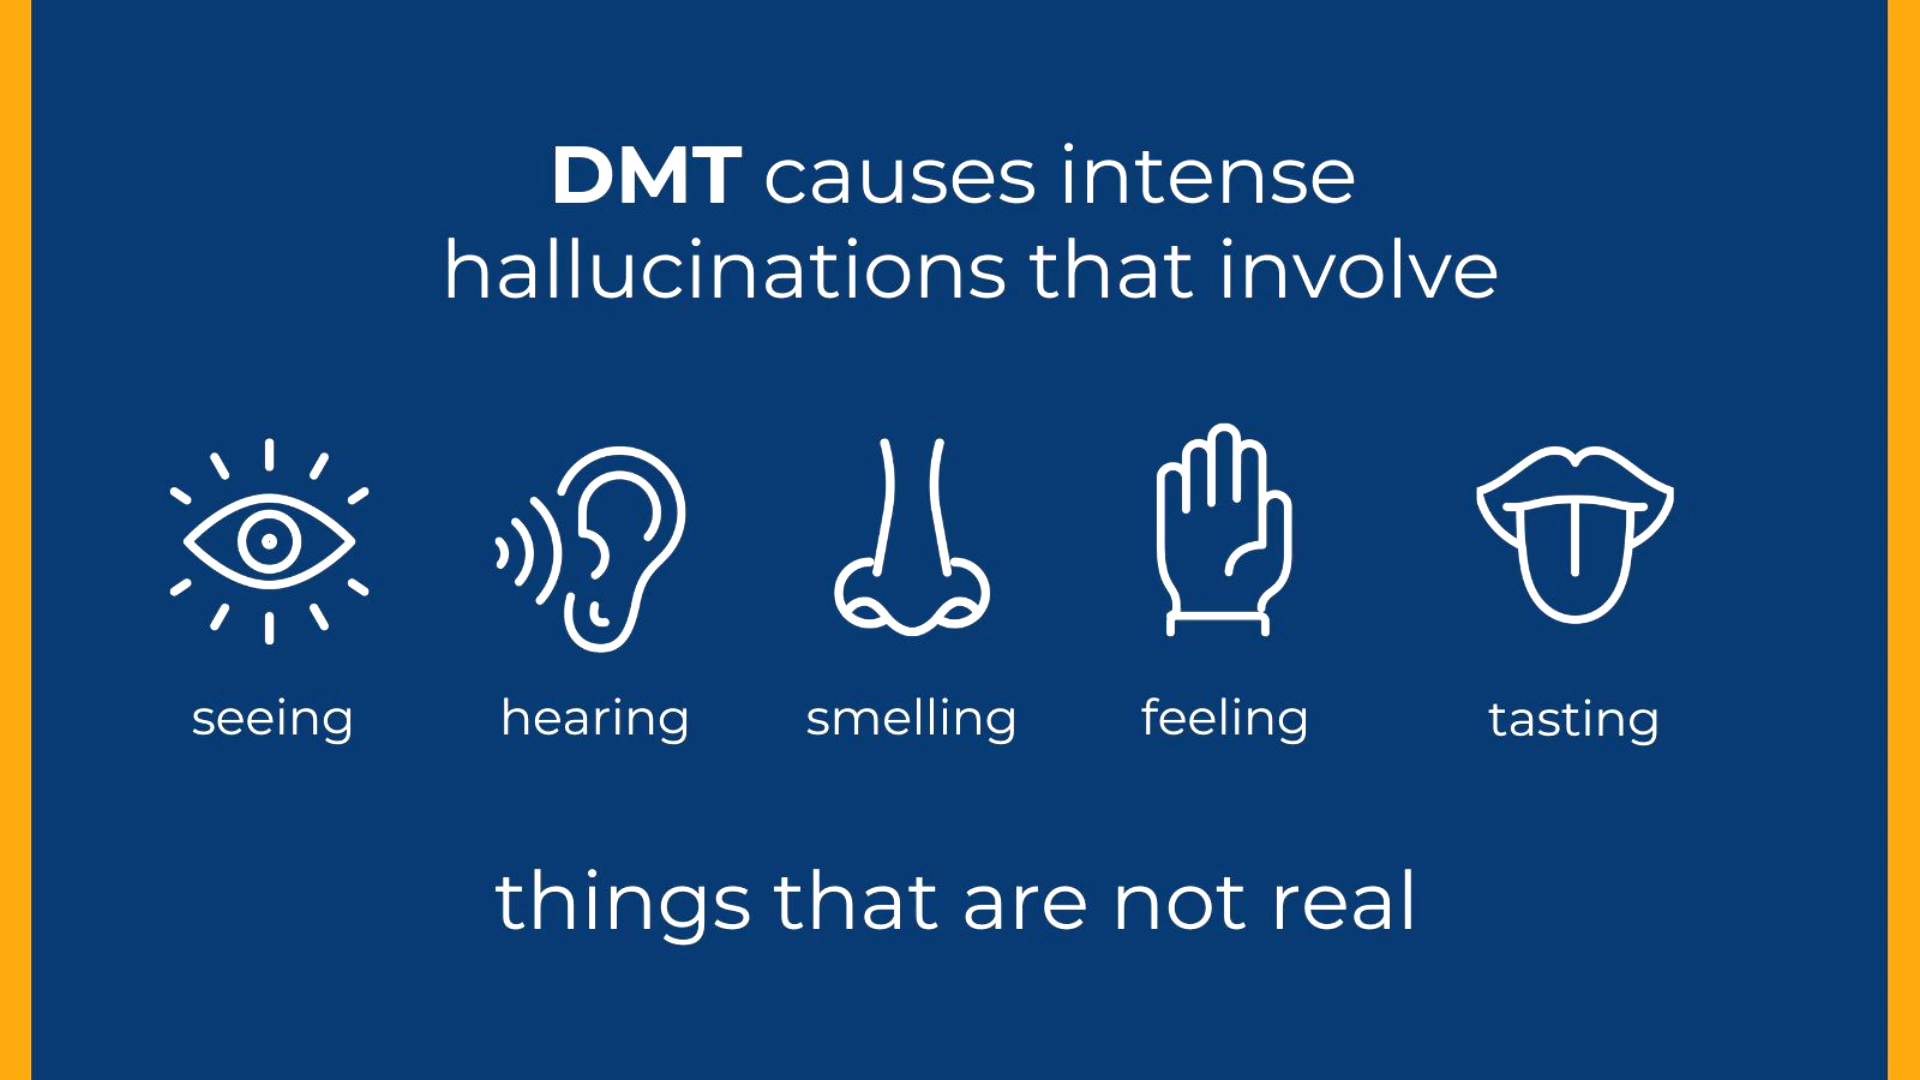 DMT causes intense
hallucinations that involve
seeing hearing smelling feeling tasting
things that are not real